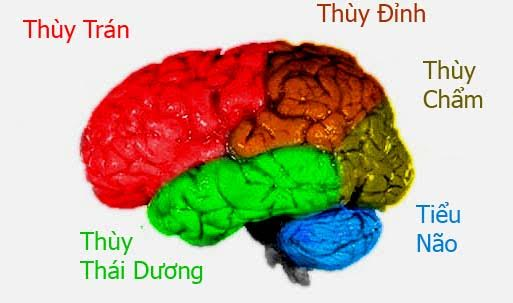 Thùy Trán
Thùy Đỉnh
Thùy
Chẩm
Thùy
Thái Dương
Tiểu
Não